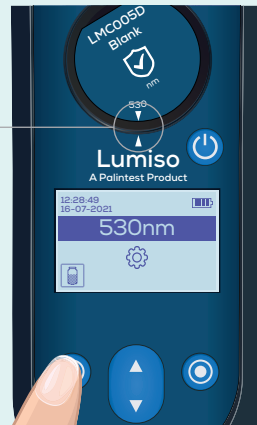 LMC005D
Blank
nm
530
Lumiso
A Palintest Product
12:28:49
16-07-2021
530nm